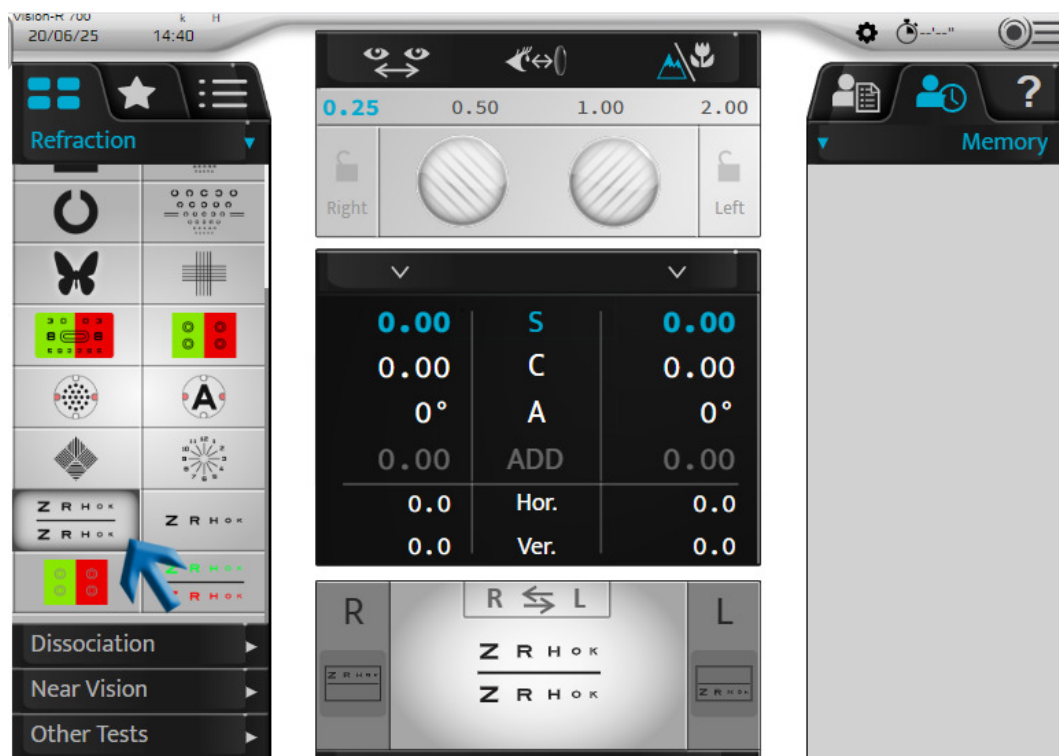 Vision-R 700
k H
20/06/25 14:40
--'--"
Refraction
Memory
?
0.25 0.50 1.00 2.00
Right
Left
0.00 S 0.00
0.00 C 0.00
0° A 0°
0.00 ADD 0.00
0.0 Hor. 0.0
0.0 Ver. 0.0
A
Z R H O K
Z R H O K
Z R H O K
Z R H O K
Z R H O K
R
R L
L
Z R H O K
Z R H O K
Dissociation
Near Vision
Other Tests